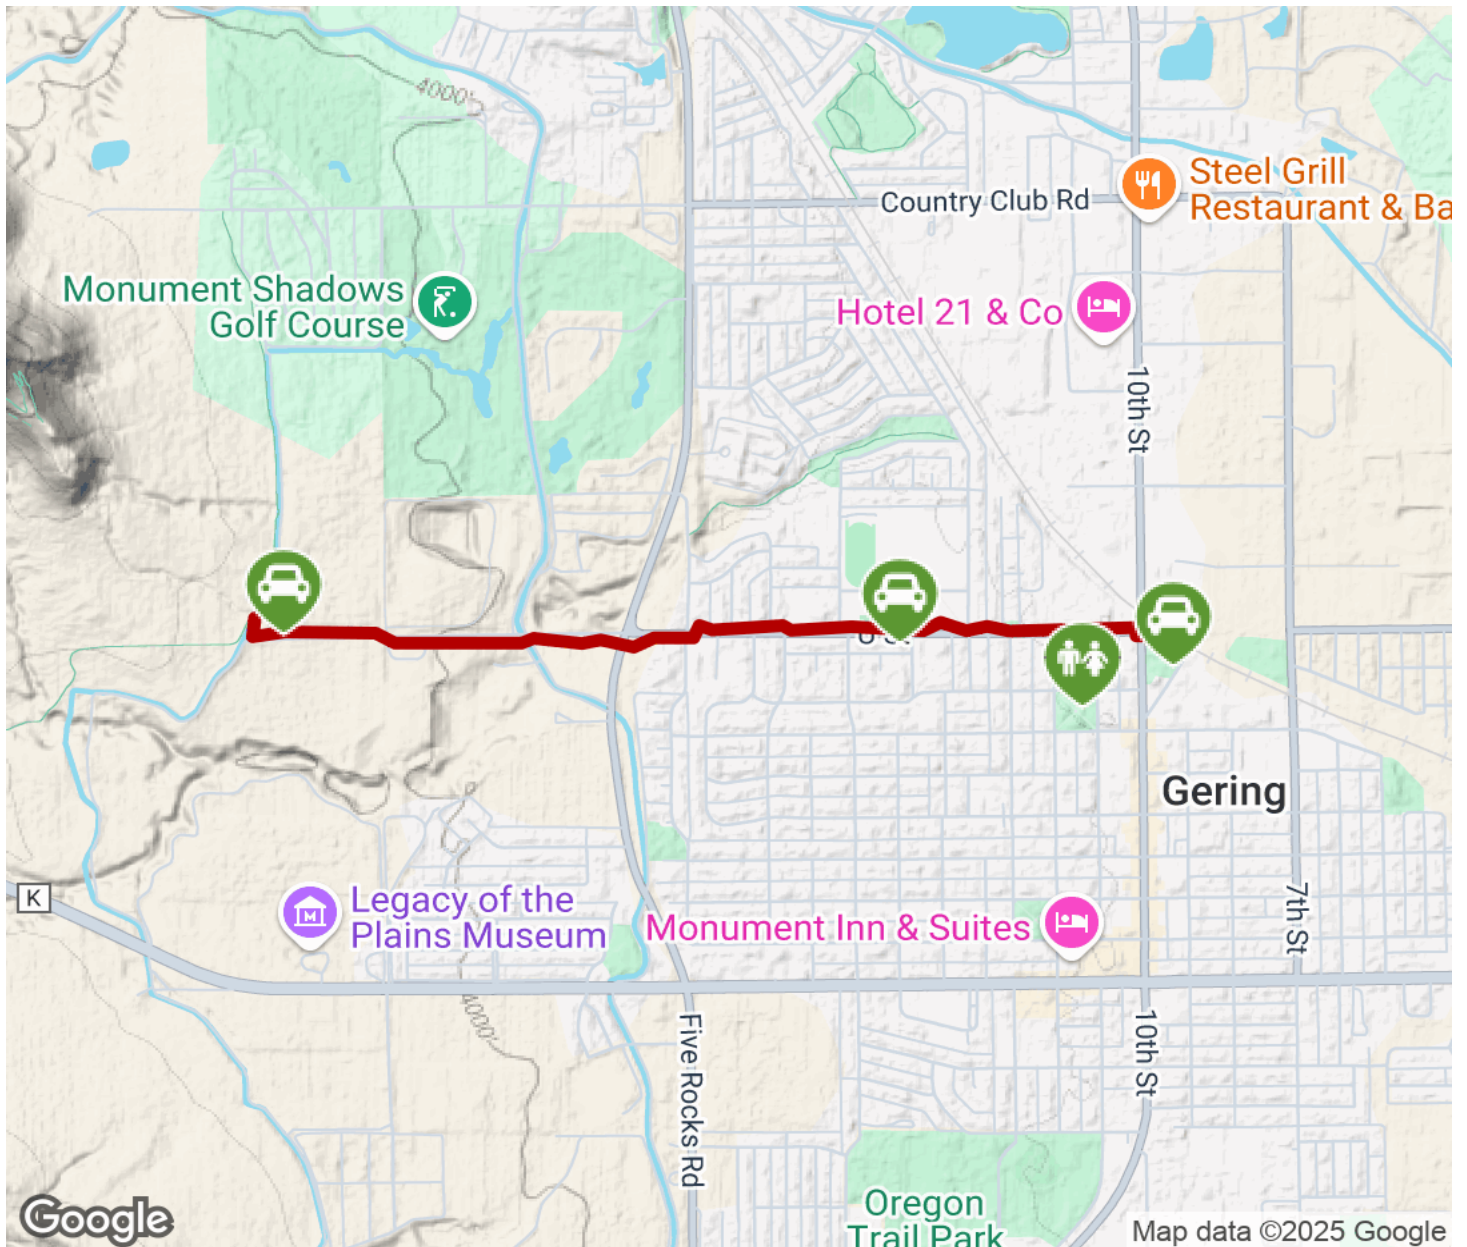 4000'
Steel Grill
Restaurant & Ba
Country Club Rd
Monument Shadows
Golf Course
Hotel 21 & Co
10th St
Gering
K
Legacy of the
Plains Museum
Monument Inn & Suites
7th St
4000'
Five Rocks Rd
10th St
Oregon
Trail Park
Google
Map data ©2025 Google